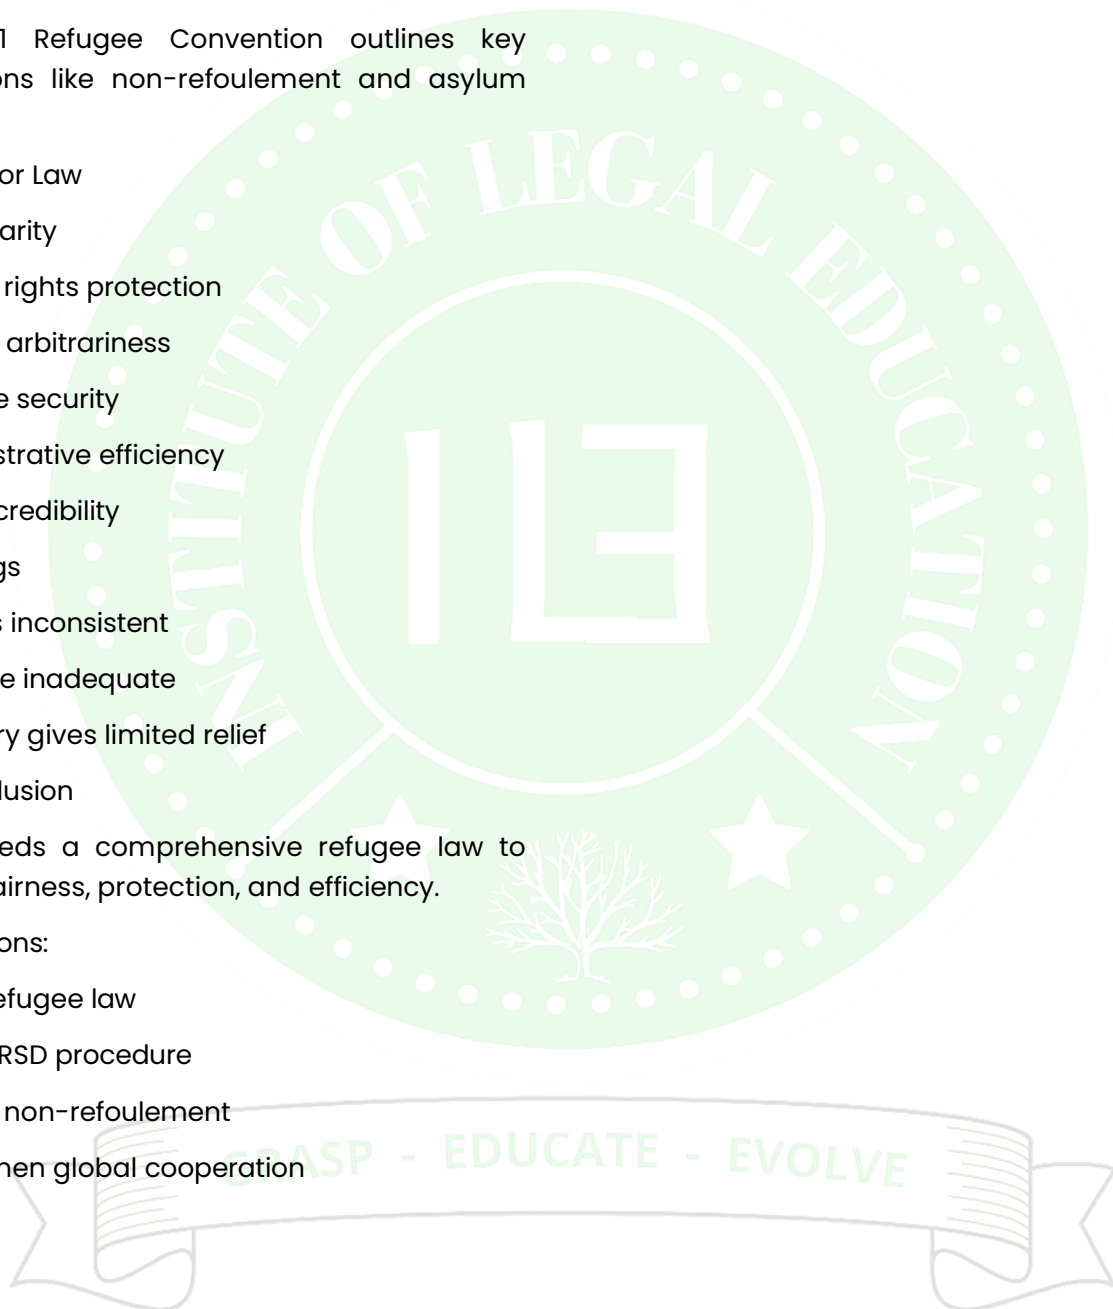 1 Refugee Convention outlines key
ons like non-refoulement and asylum
or Law
arity
rights protection
arbitrariness
e security
strative efficiency
credibility
gs
s inconsistent
e inadequate
ry gives limited relief
lusion
eds a comprehensive refugee law to
airness, protection, and efficiency.
ons:
efugee law
RSD procedure
non-refoulement
hen global cooperation
INSTITUTE OF LEGAL EDUCATION
ILE
GRASP - EDUCATE - EVOLVE